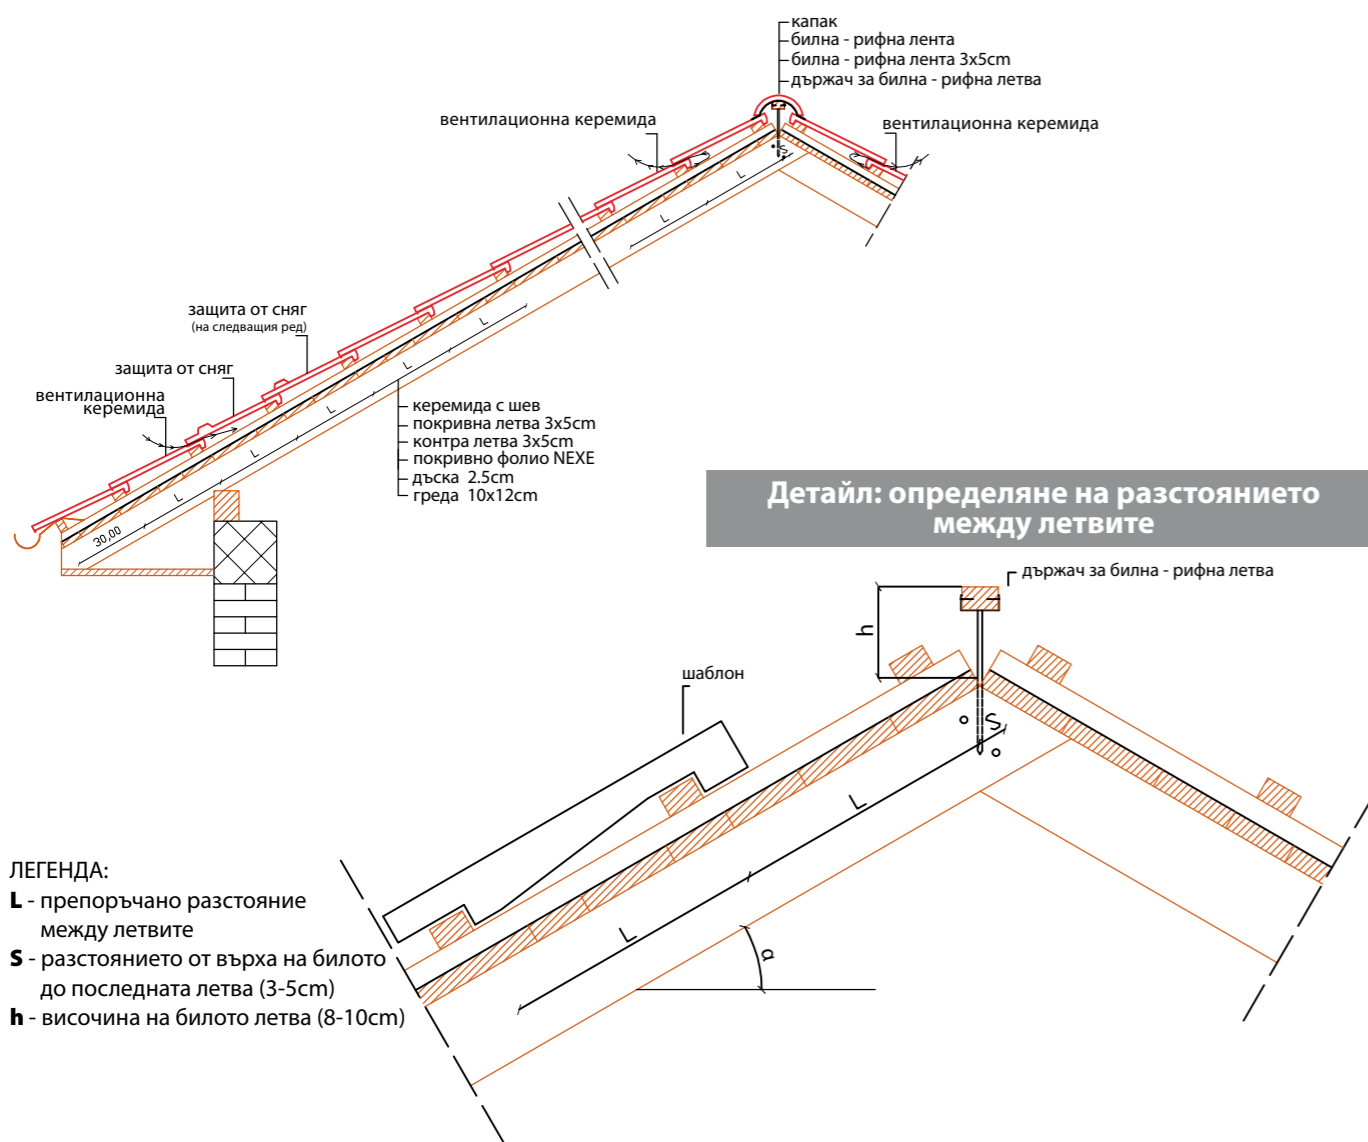 капак
билна - рифна лента
билна - рифна лента 3x5cm
държач за билна - рифна летва
вентилационна керемида
вентилационна керемида
S
L
L
защита от сняг
(на следващия ред)
защита от сняг
вентилационна
керемида
L
L
L
L
L
30,00
керемида с шев
покривна летва 3x5cm
контра летва 3x5cm
покривно фолио NEXE
дъска 2.5cm
греда 10x12cm
Детайл: определяне на разстоянието
между летвите
държач за билна - рифна летва
h
шаблон
S
L
L
α
ЛЕГЕНДА:
L - препоръчано разстояние
между летвите
S - разстоянието от върха на билото
до последната летва (3-5cm)
h - височина на билото летва (8-10cm)